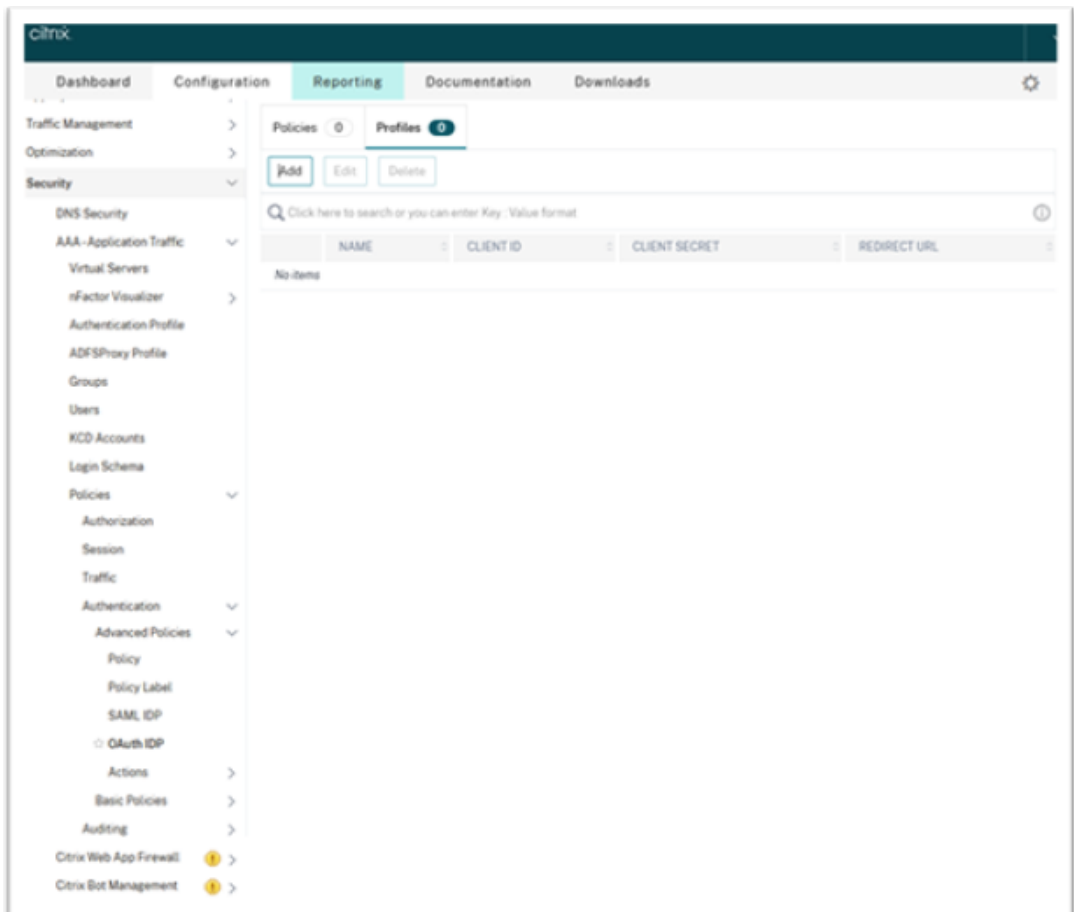 citrix
Dashboard Configuration Reporting Documentation Downloads
Traffic Management
Optimization
Security
DNS Security
AAA - Application Traffic
Virtual Servers
nFactor Visualizer
Authentication Profile
ADFSProxy Profile
Groups
Users
KCD Accounts
Login Schema
Policies
Authorization
Session
Traffic
Authentication
Advanced Policies
Policy
Policy Label
SAML IDP
OAuth IDP
Actions
Basic Policies
Auditing
Citrix Web App Firewall
Citrix Bot Management
Policies 0 Profiles 0
Add Edit Delete
Click here to search or you can enter Key : Value format
NAME CLIENT ID CLIENT SECRET REDIRECT URL
No items